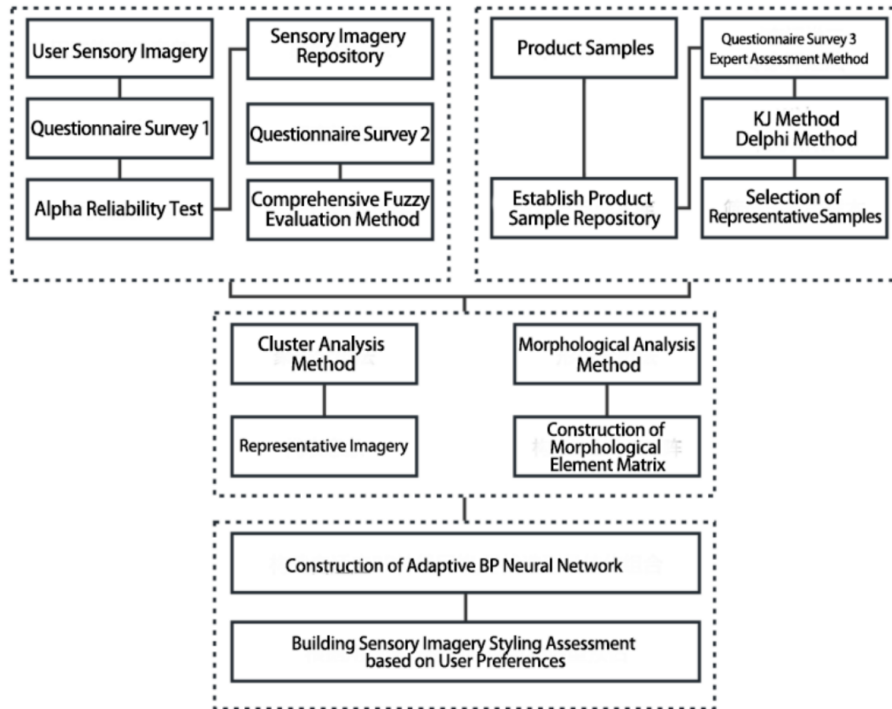 User Sensory Imagery
Questionnaire Survey 1
Alpha Reliability Test
Sensory Imagery
Repository
Questionnaire Survey 2
Comprehensive Fuzzy
Evaluation Method
Product Samples
Establish Product
Sample Repository
Questionnaire Survey 3
Expert Assessment Method
KJ Method
Delphi Method
Selection of
Representative Samples
Cluster Analysis
Method
Representative Imagery
Morphological Analysis
Method
Construction of
Morphological
Element Matrix
Construction of Adaptive BP Neural Network
Building Sensory Imagery Styling Assessment
based on User Preferences